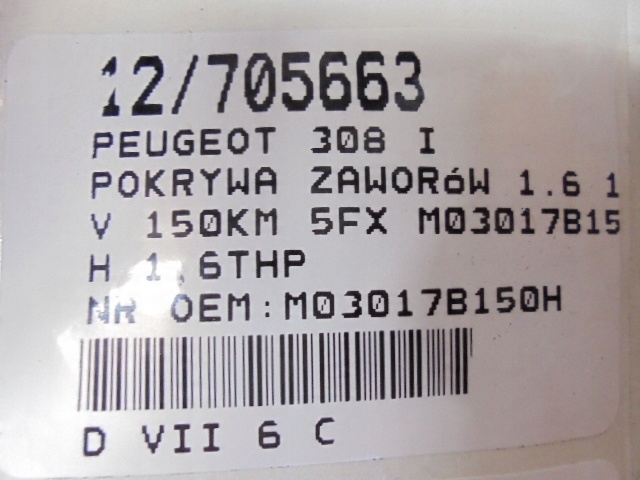 12/705663
PEUGEOT 308 I
POKRYWA ZAWORóW 1.6 1
V 150KM 5FX M03017B15
H 1,6THP
NR OEM:M03017B150H
D VII 6 C